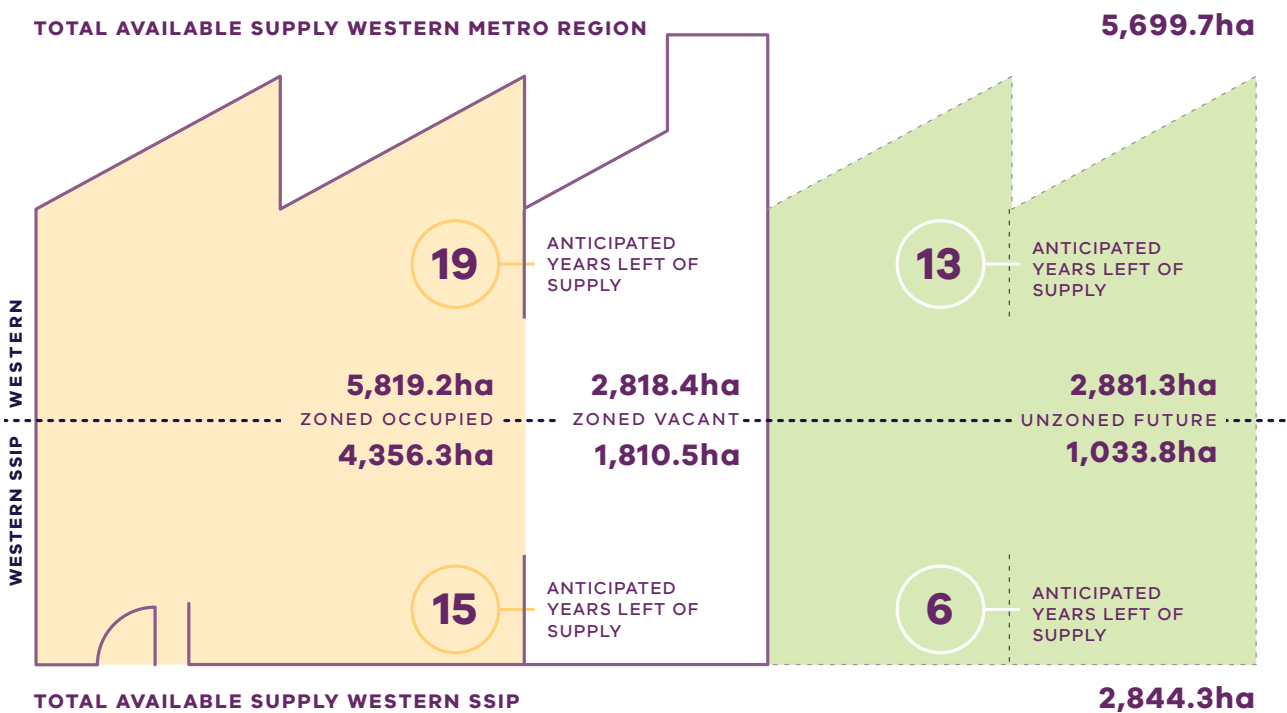 TOTAL AVAILABLE SUPPLY WESTERN METRO REGION
5,699.7ha
19
ANTICIPATED
YEARS LEFT OF
SUPPLY
13
ANTICIPATED
YEARS LEFT OF
SUPPLY
WESTERN
5,819.2ha
2,818.4ha
2,881.3ha
ZONED OCCUPIED
ZONED VACANT
UNZONED FUTURE
WESTERN SSIP
4,356.3ha
1,810.5ha
1,033.8ha
15
ANTICIPATED
YEARS LEFT OF
SUPPLY
6
ANTICIPATED
YEARS LEFT OF
SUPPLY
TOTAL AVAILABLE SUPPLY WESTERN SSIP
2,844.3ha